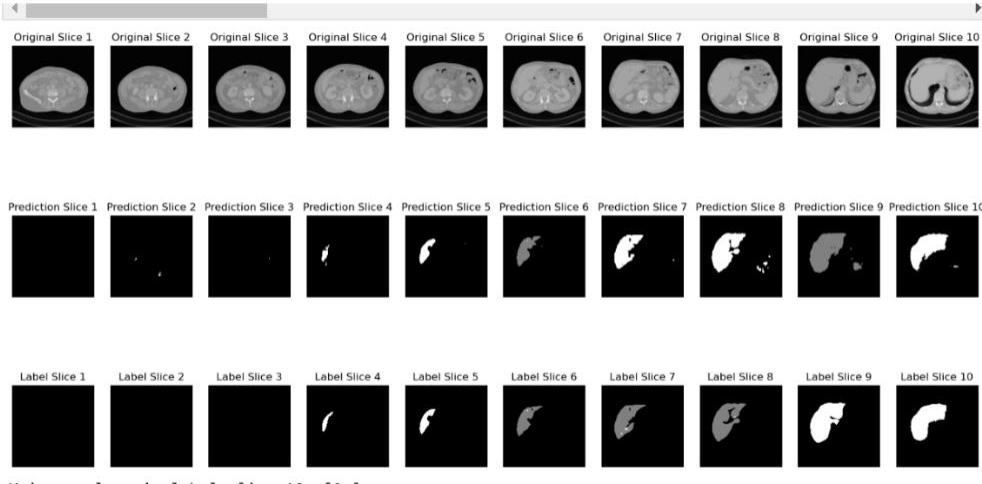 Original Slice 1 Original Slice 2 Original Slice 3 Original Slice 4 Original Slice 5 Original Slice 6 Original Slice 7 Original Slice 8 Original Slice 9 Original Slice 10
Prediction Slice 1 Prediction Slice 2 Prediction Slice 3 Prediction Slice 4 Prediction Slice 5 Prediction Slice 6 Prediction Slice 7 Prediction Slice 8 Prediction Slice 9 Prediction Slice 10
Label Slice 1 Label Slice 2 Label Slice 3 Label Slice 4 Label Slice 5 Label Slice 6 Label Slice 7 Label Slice 8 Label Slice 9 Label Slice 10